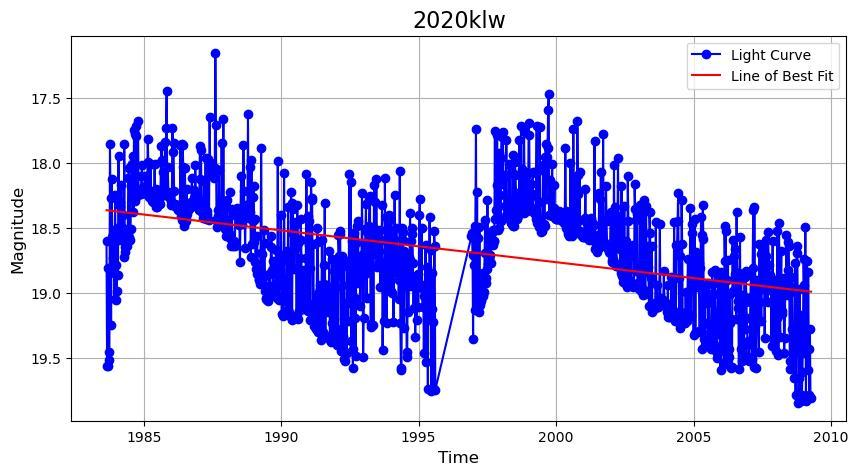 2020klw
Magnitude
17.5
18.0
18.5
19.0
19.5
Light Curve
Line of Best Fit
1985
1990
1995
2000
2005
2010
Time